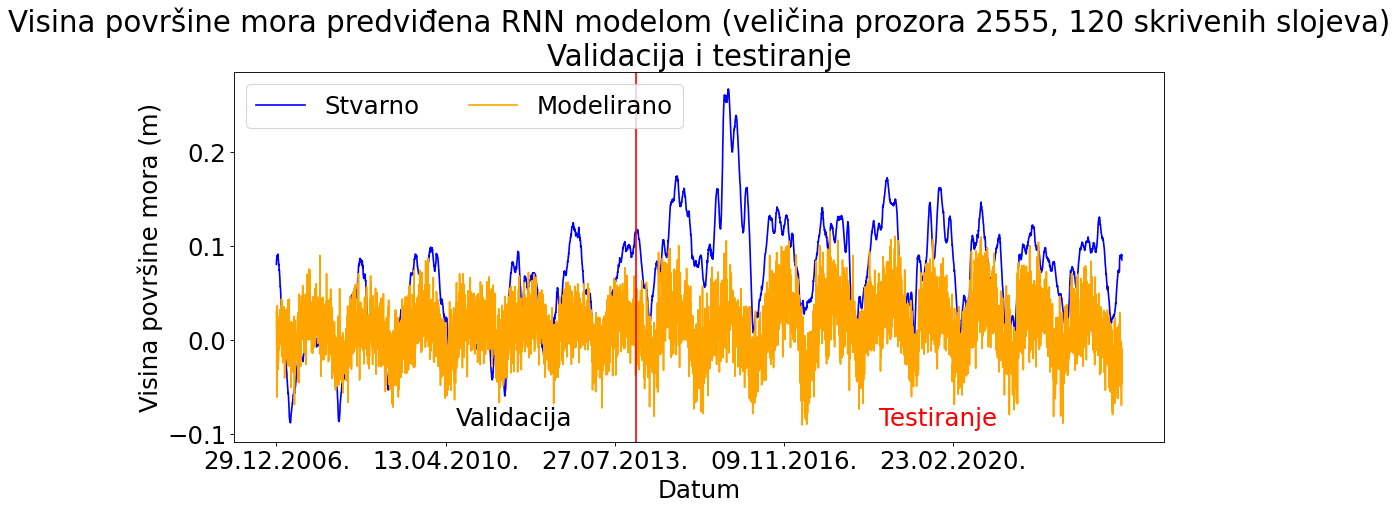 Visina površine mora predviđena RNN modelom (veličina prozora 2555, 120 skrivenih slojeva)
Validacija i testiranje
Stvarno Modelirano
Visina površine mora (m)
0.2
0.1
0.0
−0.1
Validacija Testiranje
29.12.2006. 13.04.2010. 27.07.2013. 09.11.2016. 23.02.2020.
Datum